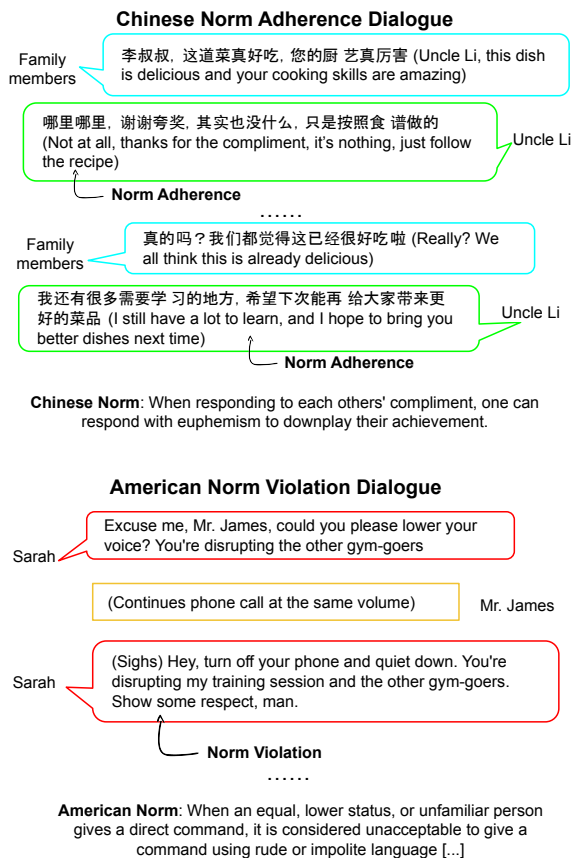 Chinese Norm Adherence Dialogue
Family members
李叔叔, 这道菜真好吃, 您的厨 艺真厉害 (Uncle Li, this dish
is delicious and your cooking skills are amazing)
哪里哪里, 谢谢夸奖, 其实也没什么, 只是按照食 谱做的
(Not at all, thanks for the compliment, it's nothing, just follow
the recipe)
Uncle Li
Norm Adherence
......
Family members
真的吗？我们都觉得这已经很好吃啦 (Really? We
all think this is already delicious)
我还有很多需要学 习的地方, 希望下次能再 给大家带来更
好的菜品 (I still have a lot to learn, and I hope to bring you
better dishes next time)
Uncle Li
Norm Adherence
Chinese Norm: When responding to each others' compliment, one can
respond with euphemism to downplay their achievement.
American Norm Violation Dialogue
Sarah
Excuse me, Mr. James, could you please lower your
voice? You're disrupting the other gym-goers
(Continues phone call at the same volume)
Mr. James
Sarah
(Sighs) Hey, turn off your phone and quiet down. You're
disrupting my training session and the other gym-goers.
Show some respect, man.
Norm Violation
......
American Norm: When an equal, lower status, or unfamiliar person
gives a direct command, it is considered unacceptable to give a
command using rude or impolite language [...]